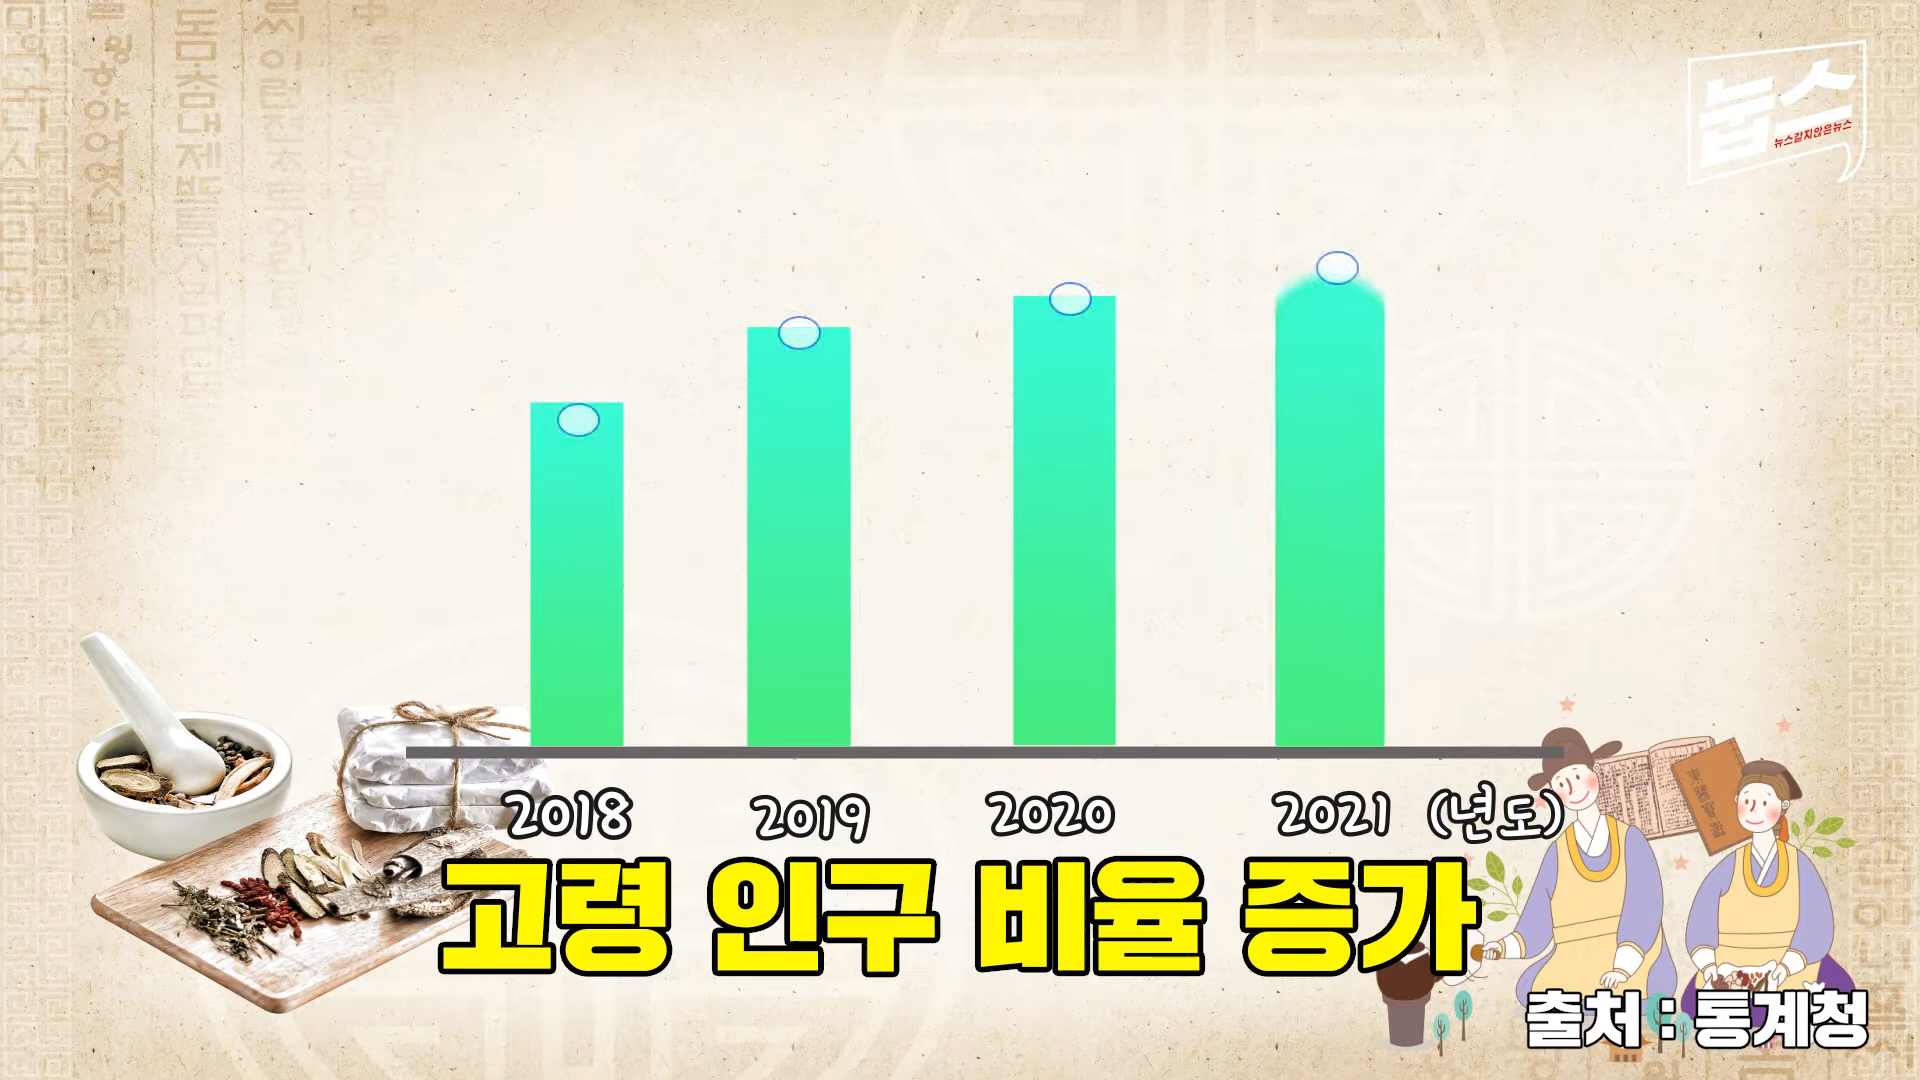 눕스
뉴스같지않은뉴스
2018 2019 2020 2021 (년도)
고령 인구 비율 증가
출처 : 통계청